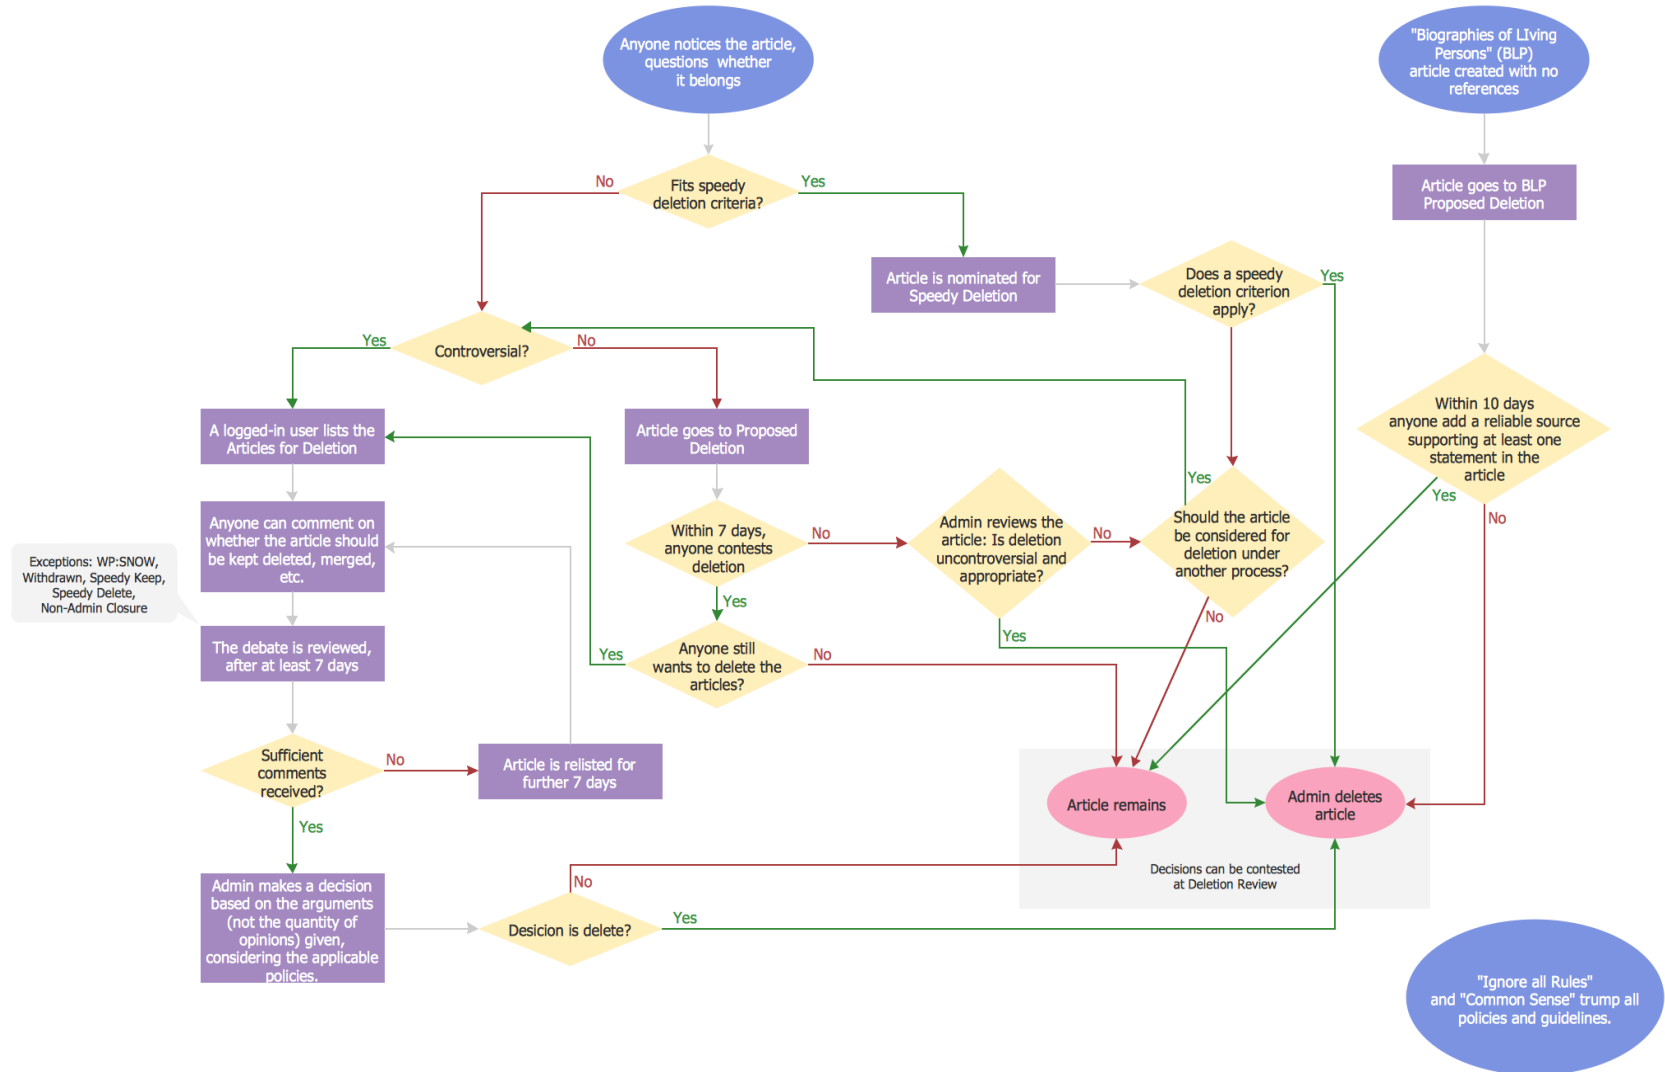 Anyone notices the article,
questions whether
it belongs
"Biographies of LIving
Persons" (BLP)
article created with no
references
No
Fits speedy
deletion criteria?
Yes
Article goes to BLP
Proposed Deletion
Article is nominated for
Speedy Deletion
Does a speedy
deletion criterion
apply?
Yes
Yes
Controversial?
No
A logged-in user lists the
Articles for Deletion
Article goes to Proposed
Deletion
Within 10 days
anyone add a reliable source
supporting at least one
statement in the
article
Yes
No
Anyone can comment on
whether the article should
be kept deleted, merged,
etc.
Within 7 days,
anyone contests
deletion
No
Yes
Admin reviews the
article: Is deletion
uncontroversial and
appropriate?
No
Yes
Yes
Should the article
be considered for
deletion under
another process?
No
Exceptions: WP:SNOW,
Withdrawn, Speedy Keep,
Speedy Delete,
Non-Admin Closure
The debate is reviewed,
after at least 7 days
Yes
Anyone still
wants to delete the
articles?
No
Sufficient
comments
received?
No
Yes
Article is relisted for
further 7 days
Article remains
Admin deletes
article
Decisions can be contested
at Deletion Review
Admin makes a decision
based on the arguments
(not the quantity of
opinions) given,
considering the applicable
policies.
No
Desicion is delete?
Yes
"Ignore all Rules"
and "Common Sense" trump all
policies and guidelines.